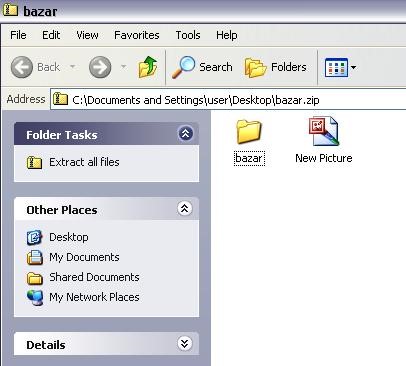 bazar
File Edit View Favorites Tools Help
Back Search Folders
Address C:\Documents and Settings\user\Desktop\bazar.zip
Folder Tasks
Extract all files
Other Places
Desktop
My Documents
Shared Documents
My Network Places
Details
bazar New Picture